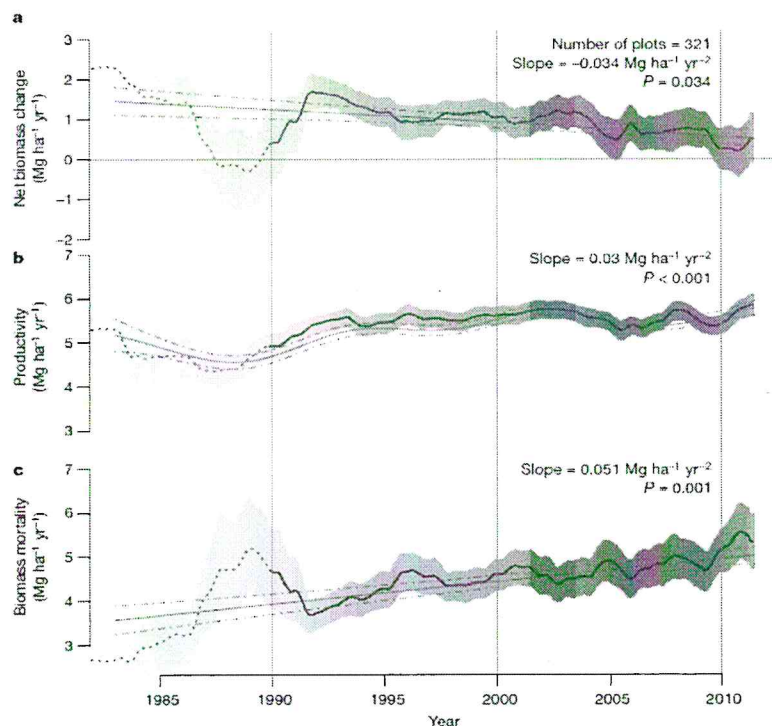 a
Number of plots = 321
Slope = −0.034 Mg ha⁻¹ yr⁻²
P = 0.034
Net biomass change
(Mg ha⁻¹ yr⁻¹)
3
2
1
0
−1
−2
b
Slope = 0.03 Mg ha⁻¹ yr⁻²
P < 0.001
Productivity
(Mg ha⁻¹ yr⁻¹)
7
6
5
4
3
c
Slope = 0.051 Mg ha⁻¹ yr⁻²
P = 0.001
Biomass mortality
(Mg ha⁻¹ yr⁻¹)
7
6
5
4
3
1985 1990 1995 2000 2005 2010
Year